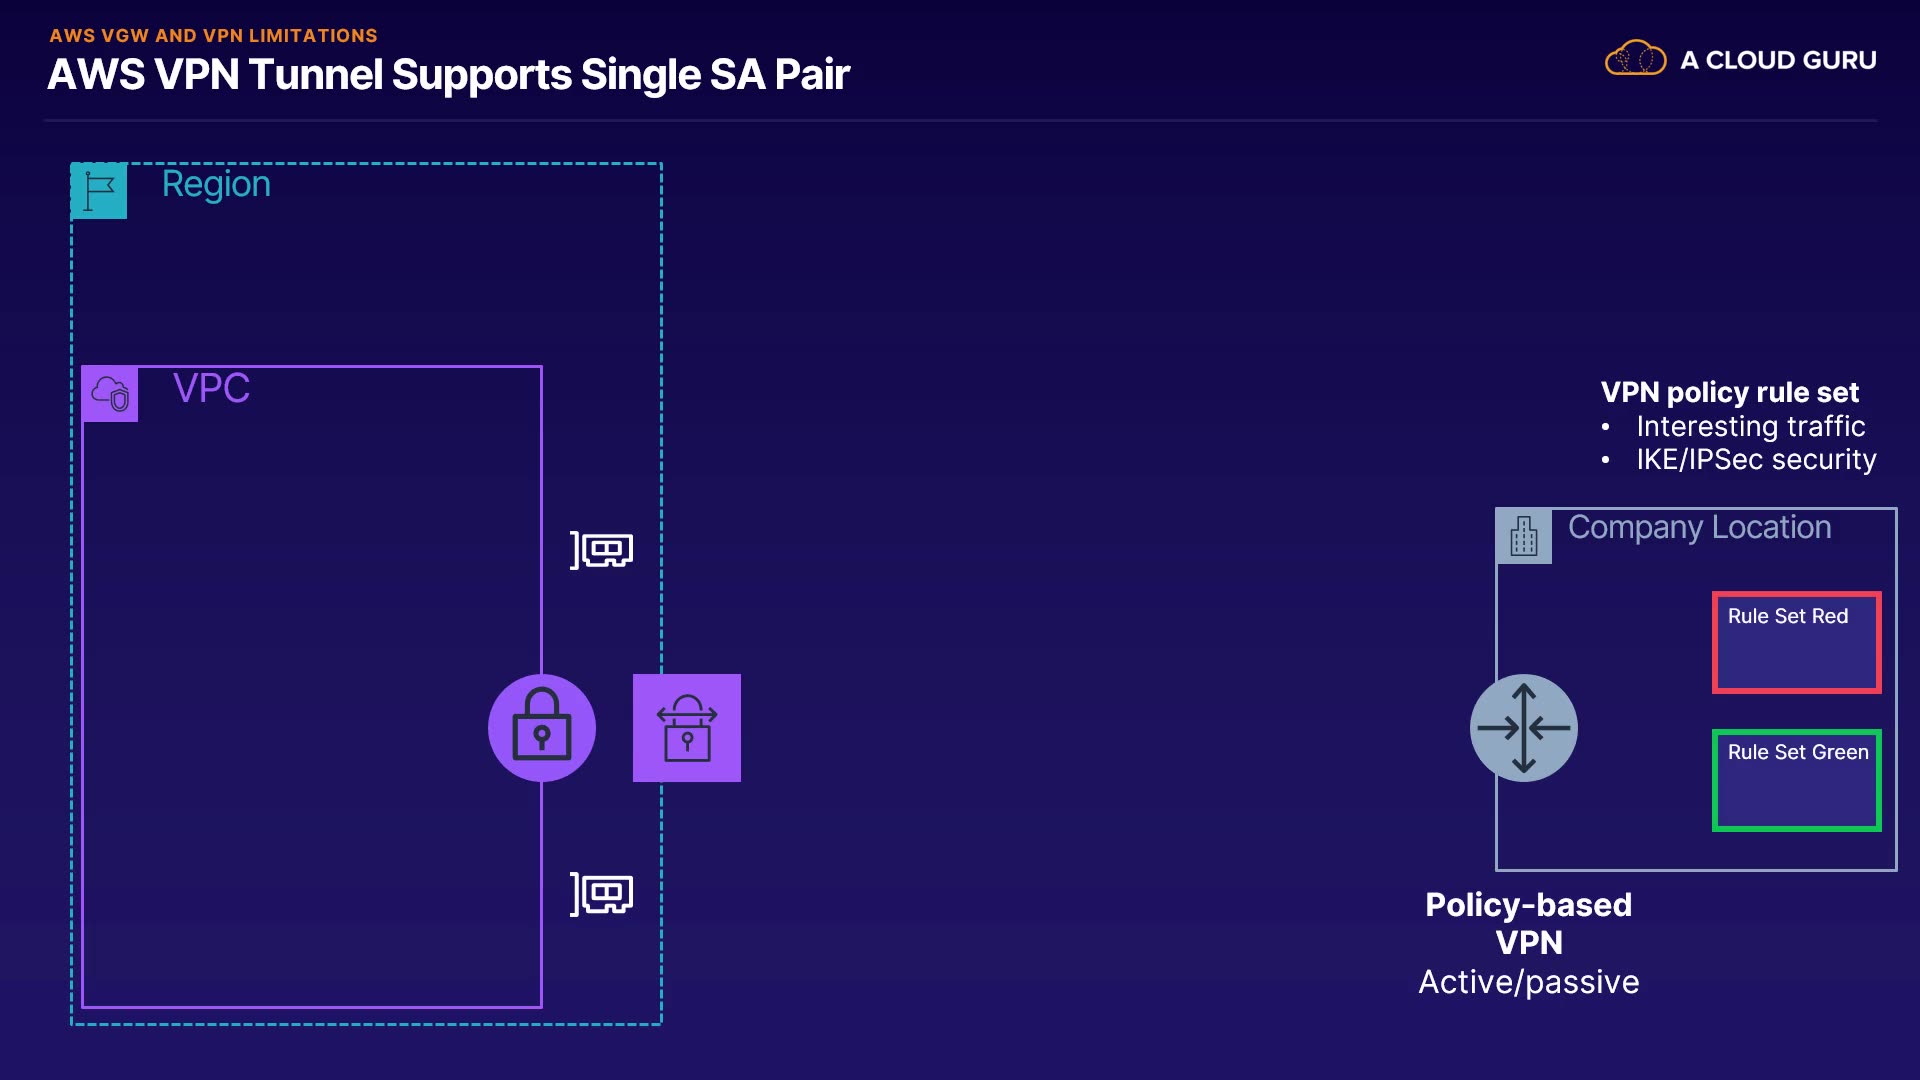 AWS VGW AND VPN LIMITATIONS
AWS VPN Tunnel Supports Single SA Pair
A CLOUD GURU
Region
VPC
VPN policy rule set
• Interesting traffic
• IKE/IPSec security
Company Location
Rule Set Red
Rule Set Green
Policy-based
VPN
Active/passive